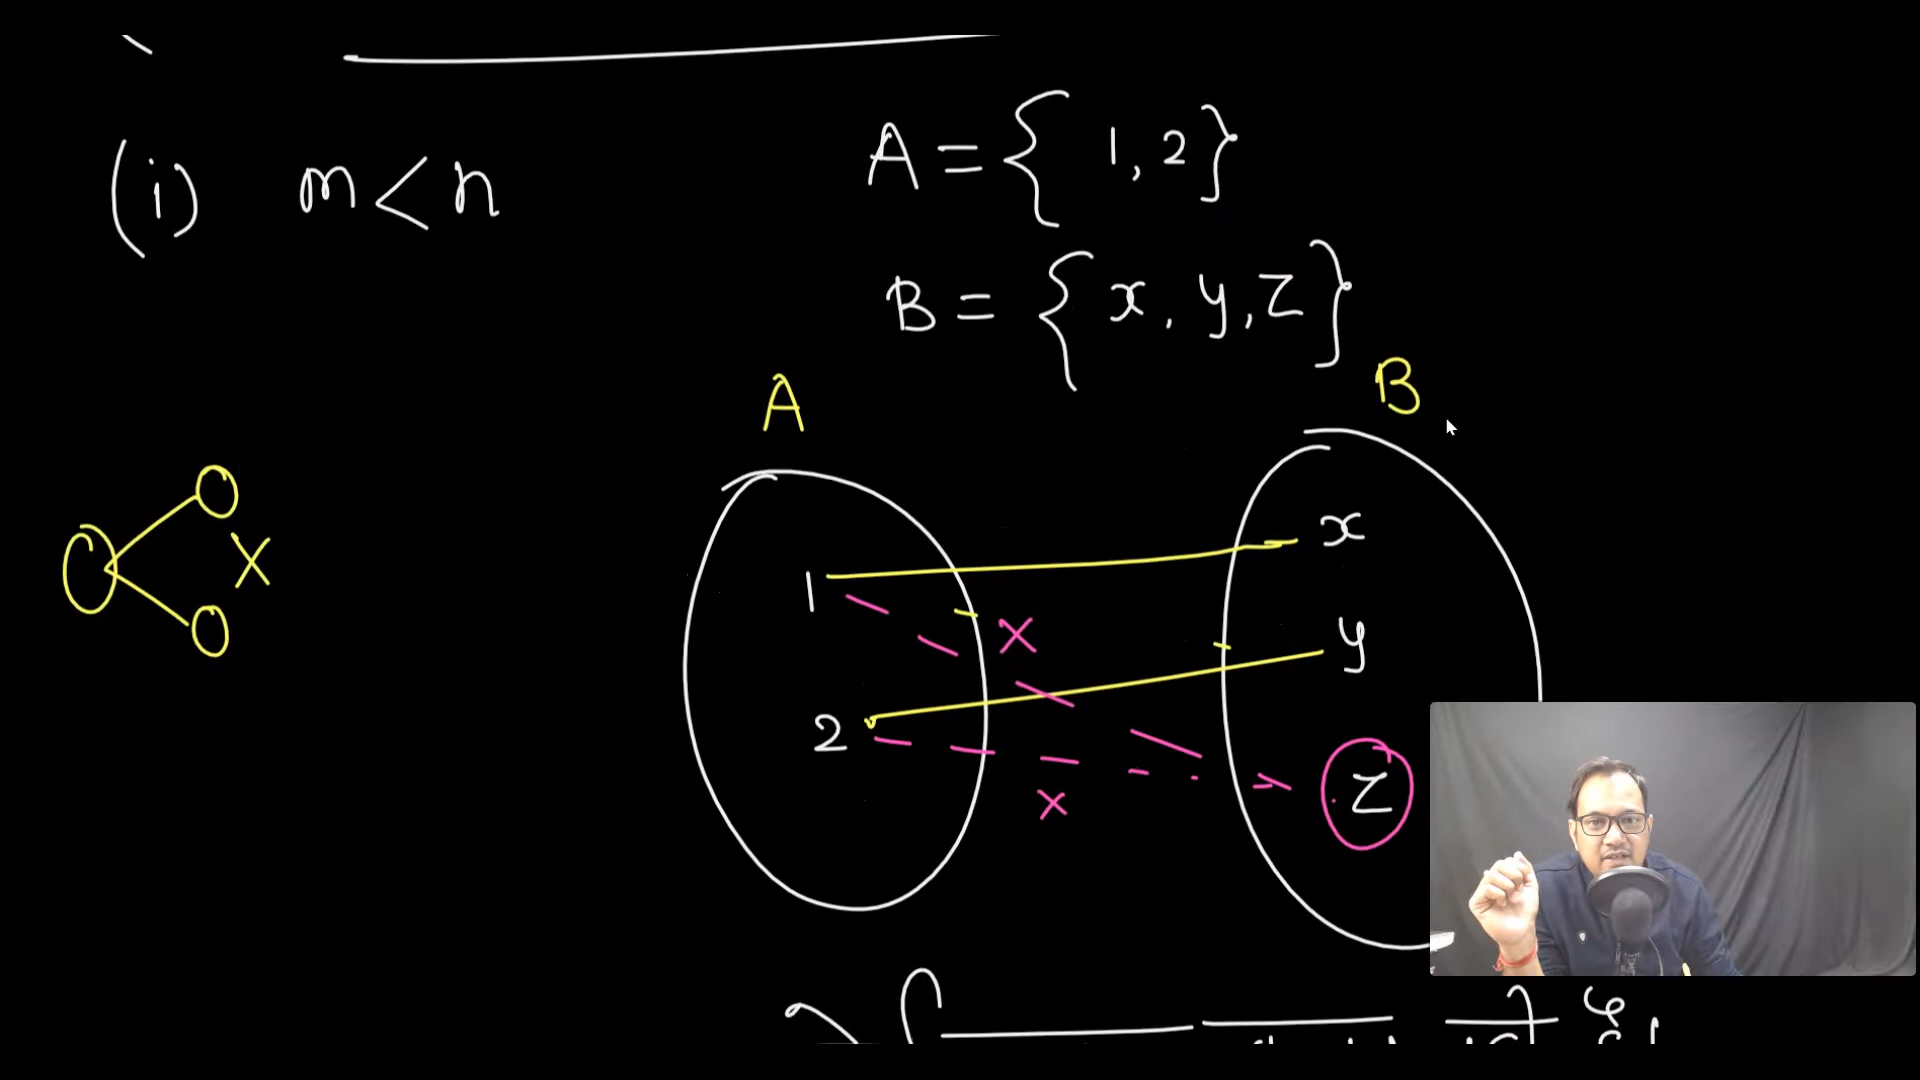 (i) m < n
A = { 1, 2 }
B = { x, y, z }
A
B
x
1
x
y
x
2
z
x